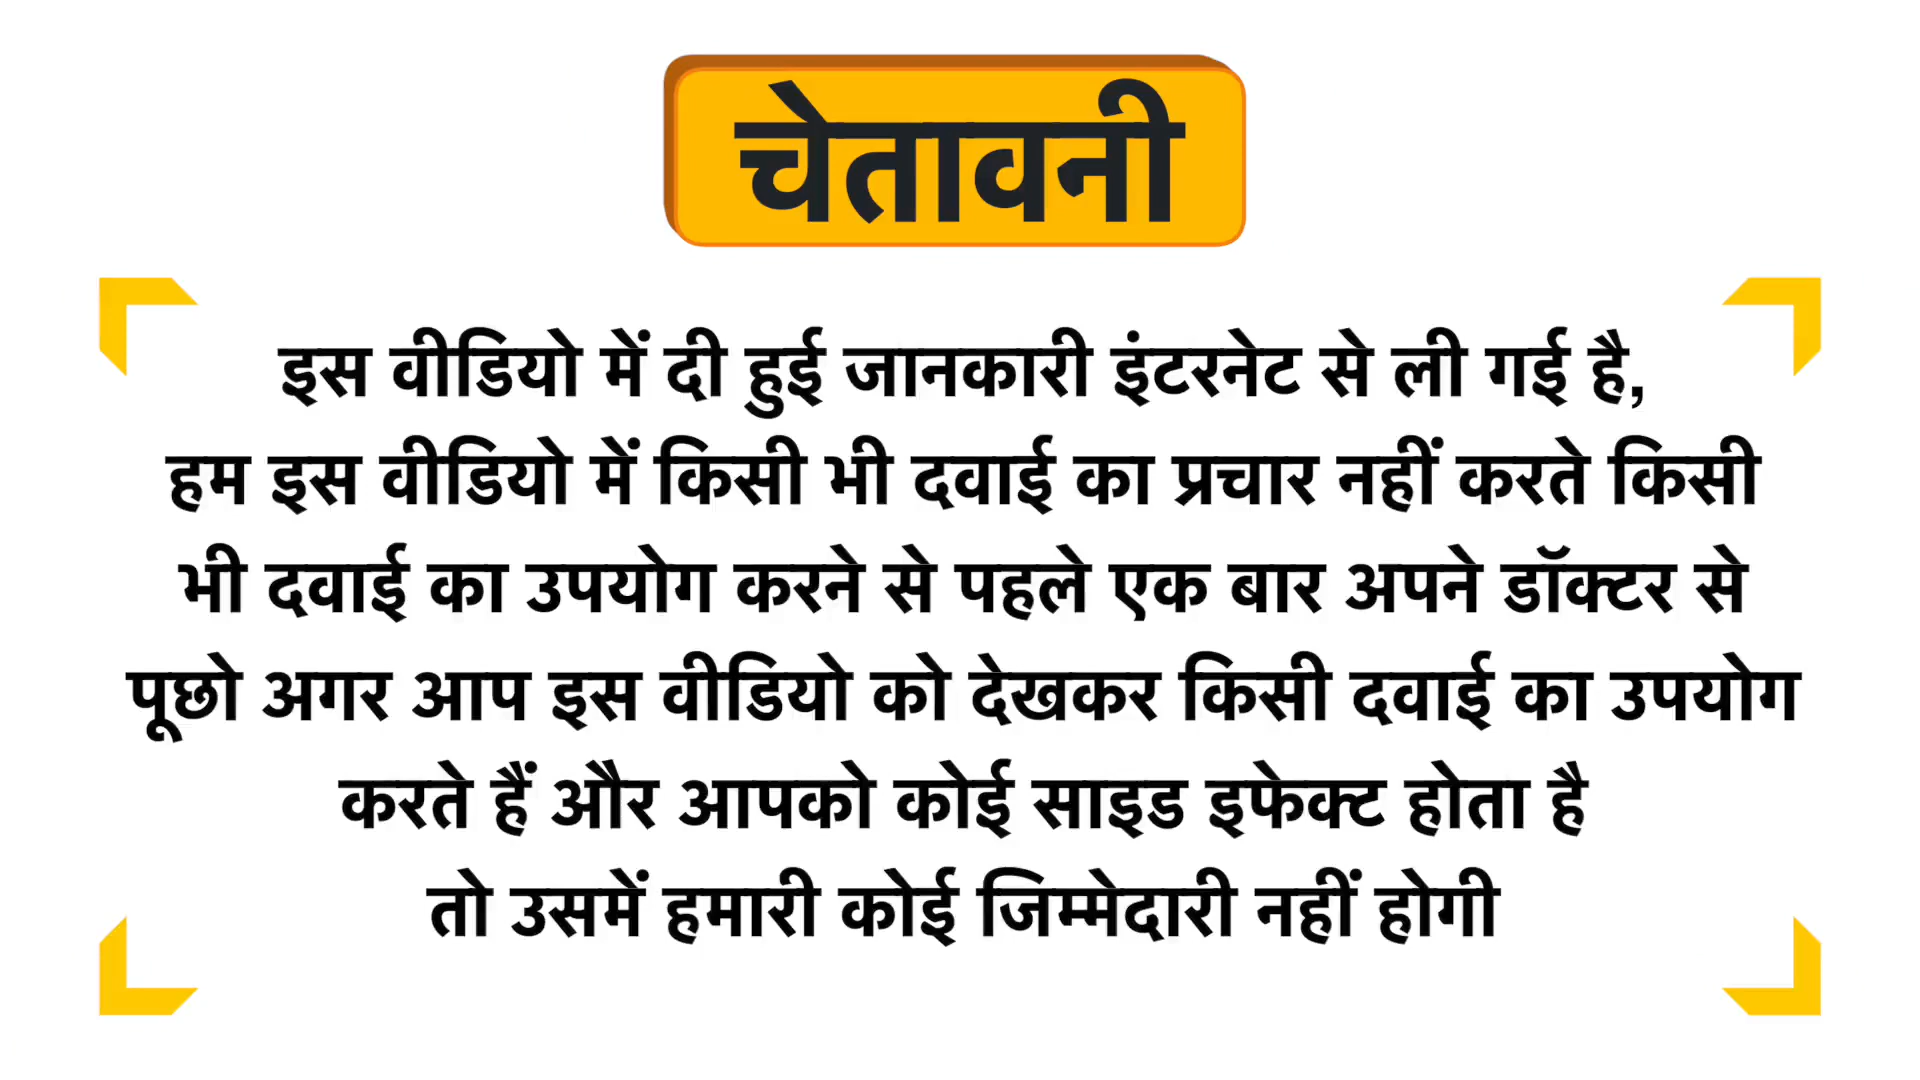 चेतावनी
इस वीडियो में दी हुई जानकारी इंटरनेट से ली गई है,
हम इस वीडियो में किसी भी दवाई का प्रचार नहीं करते किसी
भी दवाई का उपयोग करने से पहले एक बार अपने डॉक्टर से
पूछो अगर आप इस वीडियो को देखकर किसी दवाई का उपयोग
करते हैं और आपको कोई साइड इफेक्ट होता है
तो उसमें हमारी कोई जिम्मेदारी नहीं होगी